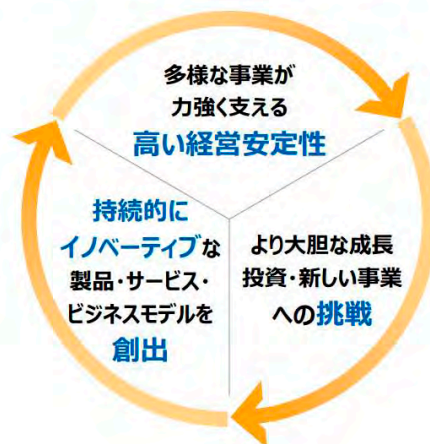 多様な事業が
力強く支える
高い経営安定性
より大胆な成長
投資・新しい事業
への挑戦
持続的に
イノベーティブな
製品・サービス・
ビジネスモデルを
創出